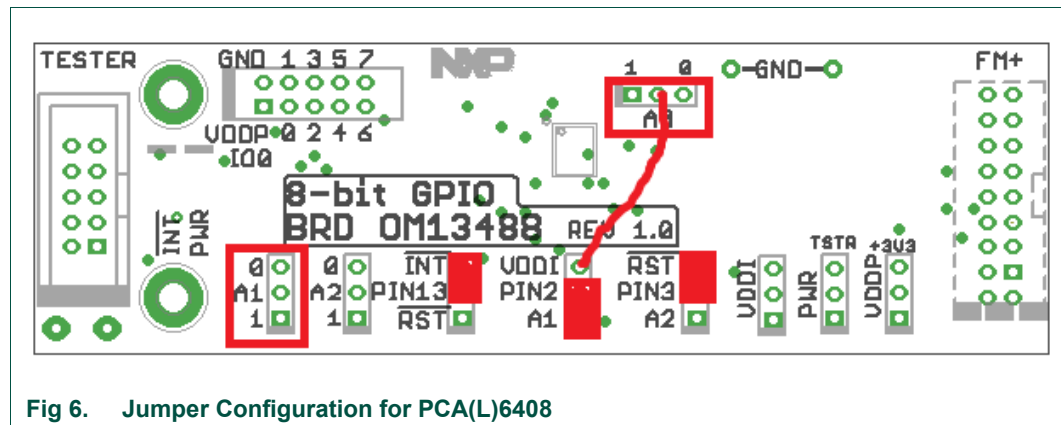 TESTER GND 1 3 5 7 NXP 1 0 GND FM+
A0
VDDP 0 2 4 6
IO0
8-bit GPIO
BRD OM13488 REV 1.0
INT
PWR
TSTR +3V3
0 0 INT VDDI RST
A1 A2 PIN13 PIN2 PIN3 VDDI PWR VDDP
1 1 RST A1 A2
Fig 6. Jumper Configuration for PCA(L)6408